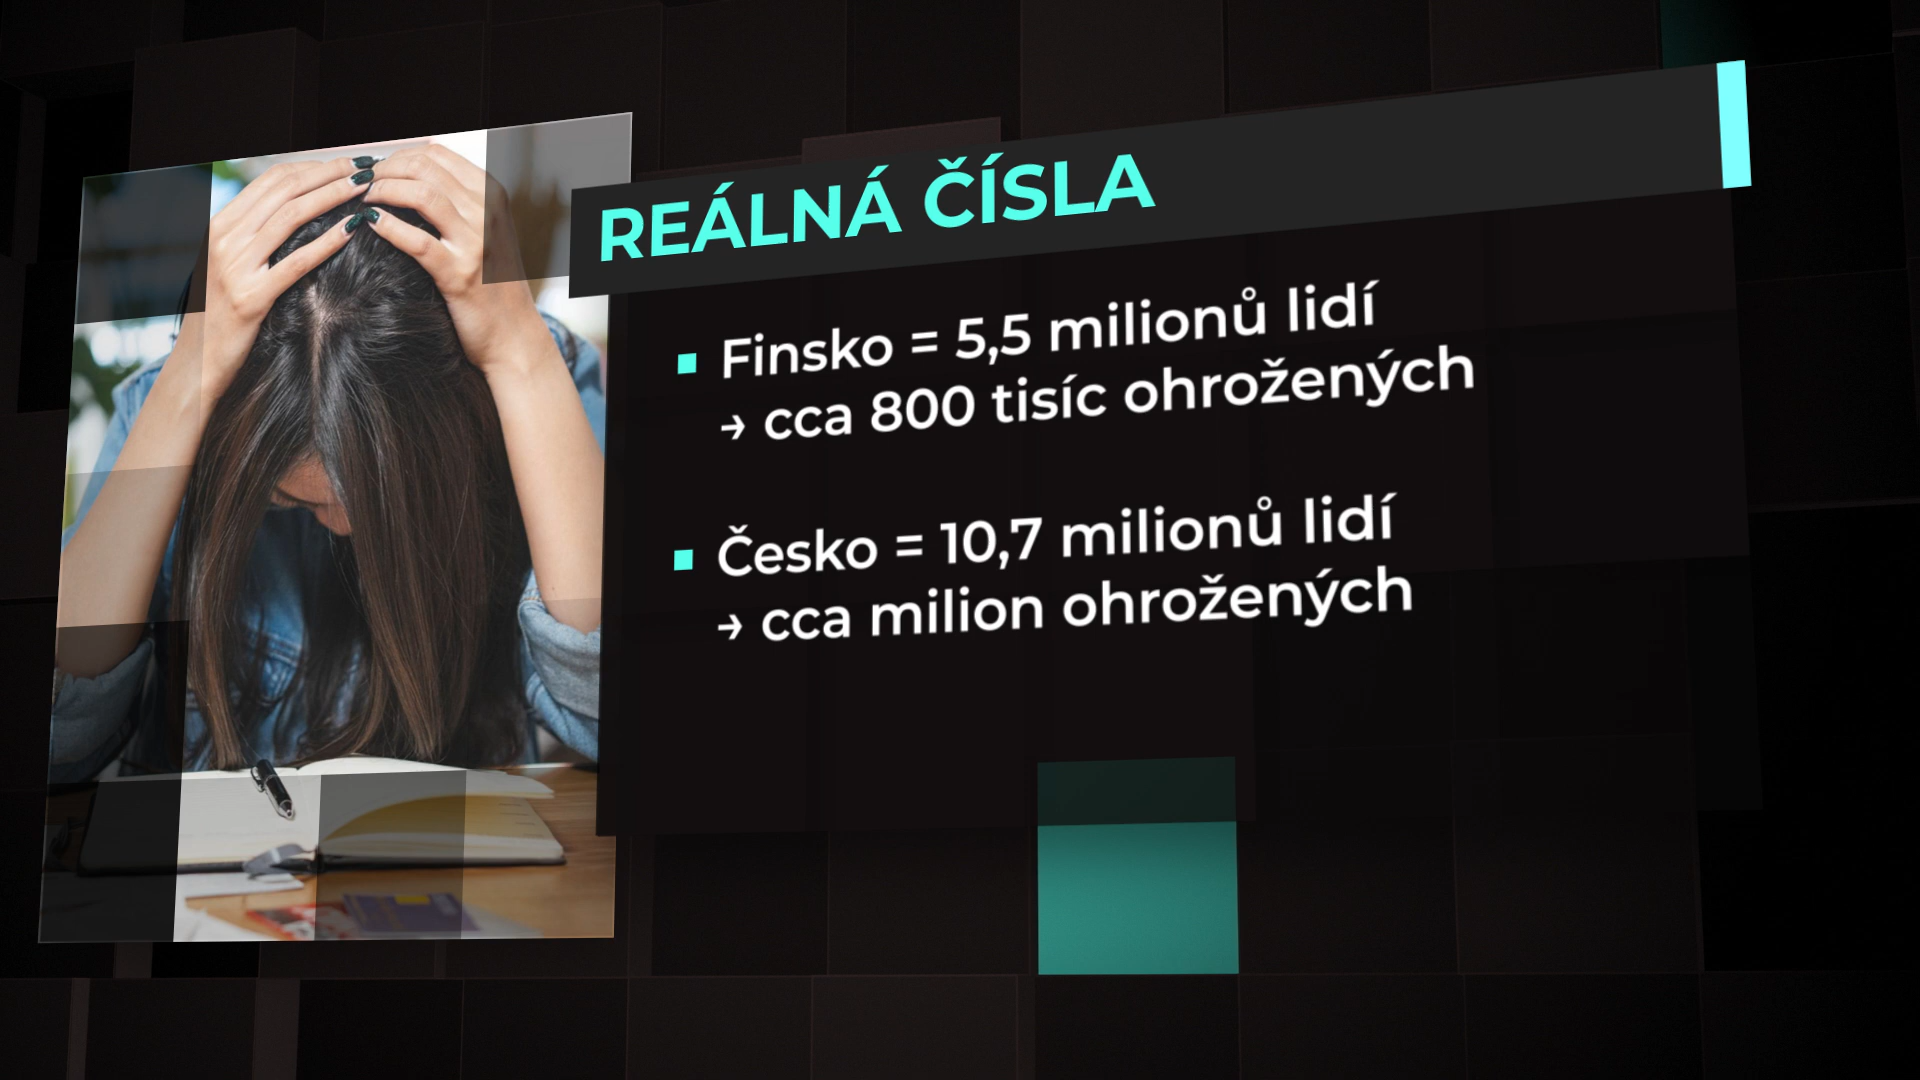 REÁLNÁ ČÍSLA
▪ Finsko = 5,5 milionů lidí
→ cca 800 tisíc ohrožených
▪ Česko = 10,7 milionů lidí
→ cca milion ohrožených